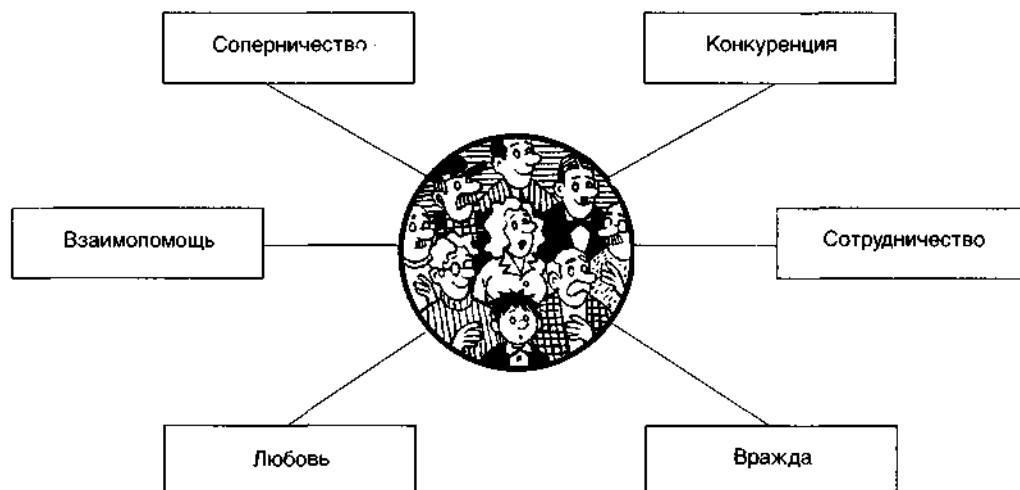 Соперничество
Конкуренция
Взаимопомощь
Сотрудничество
Любовь
Вражда